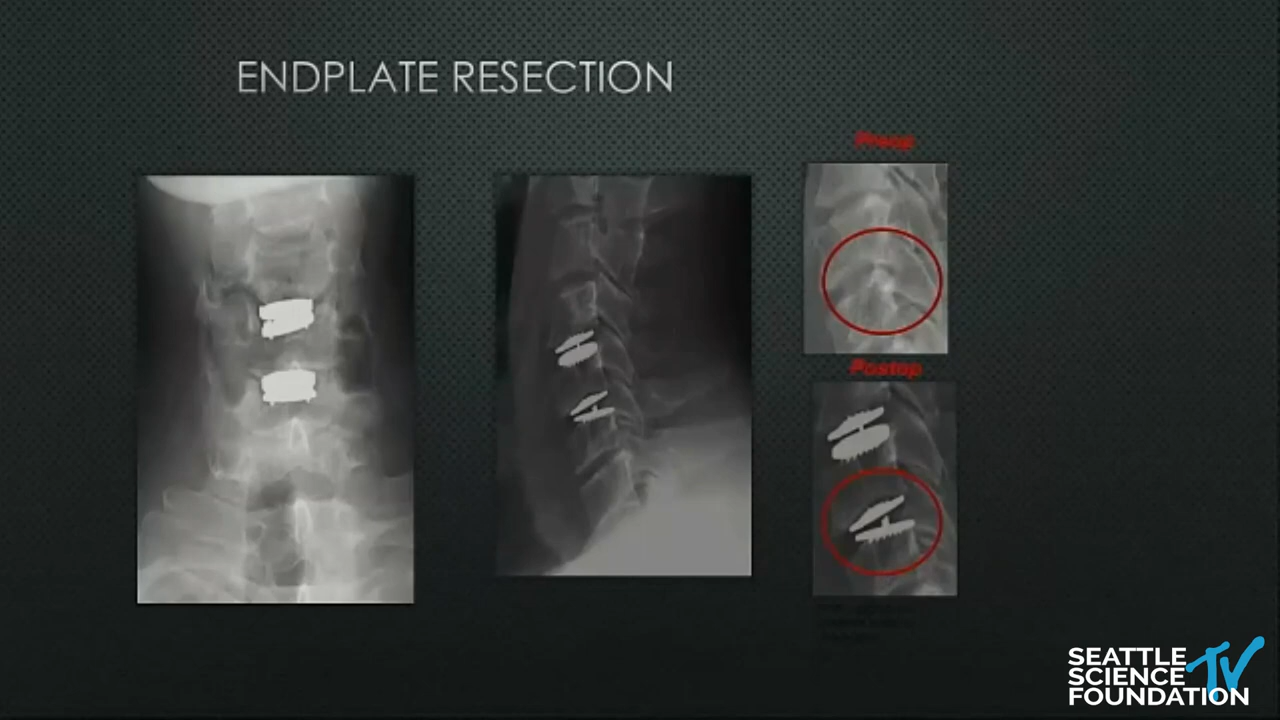 ENDPLATE RESECTION
Preop
Postop
SEATTLE
SCIENCE
FOUNDATION
TV